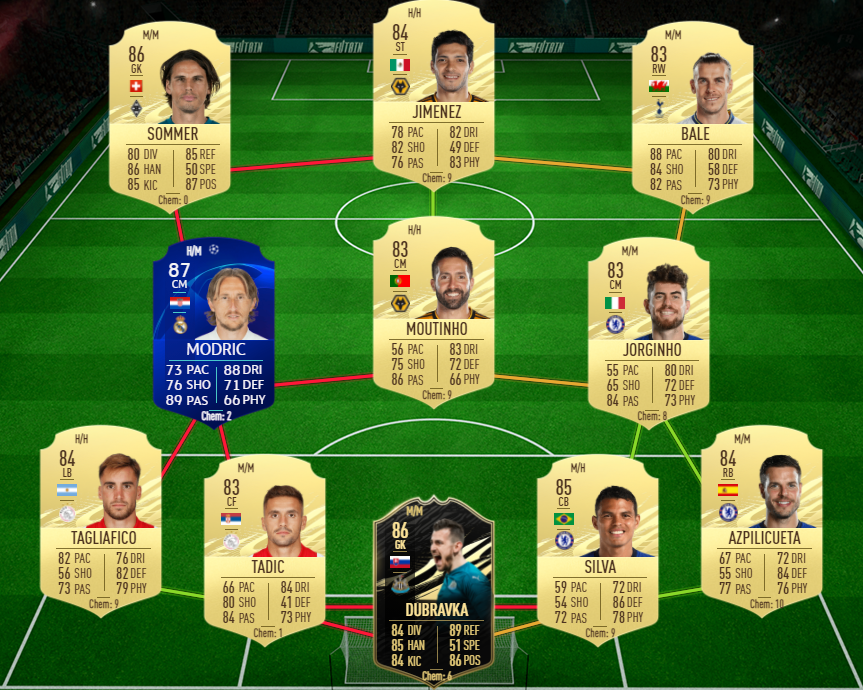 M/M
86
GK
SOMMER
80 DIV 85 REF
86 HAN 50 SPE
85 KIC 87 POS
Chem: 0
H/H
84
ST
JIMENEZ
78 PAC 82 DRI
82 SHO 49 DEF
76 PAS 83 PHY
Chem: 9
M/M
83
RW
BALE
88 PAC 80 DRI
84 SHO 58 DEF
82 PAS 73 PHY
Chem: 9
H/M
87
CM
MODRIC
73 PAC 88 DRI
76 SHO 71 DEF
89 PAS 66 PHY
Chem: 2
H/H
83
CM
MOUTINHO
56 PAC 83 DRI
75 SHO 72 DEF
86 PAS 66 PHY
Chem: 9
M/M
83
CM
JORGINHO
55 PAC 80 DRI
65 SHO 72 DEF
84 PAS 73 PHY
Chem: 8
H/H
84
LB
TAGLIAFICO
82 PAC 76 DRI
56 SHO 82 DEF
73 PAS 79 PHY
Chem: 9
M/M
83
CF
TADIC
66 PAC 84 DRI
80 SHO 41 DEF
84 PAS 73 PHY
Chem: 1
M/M
86
GK
DÚBRAVKA
84 DIV 89 REF
85 HAN 51 SPE
84 KIC 86 POS
Chem: 6
M/H
85
CB
SILVA
59 PAC 72 DRI
54 SHO 86 DEF
72 PAS 78 PHY
Chem: 9
M/M
84
RB
AZPILICUETA
67 PAC 72 DRI
55 SHO 84 DEF
77 PAS 76 PHY
Chem: 10
FUTBIN
FUTBIN
FUTBIN
FUTBIN